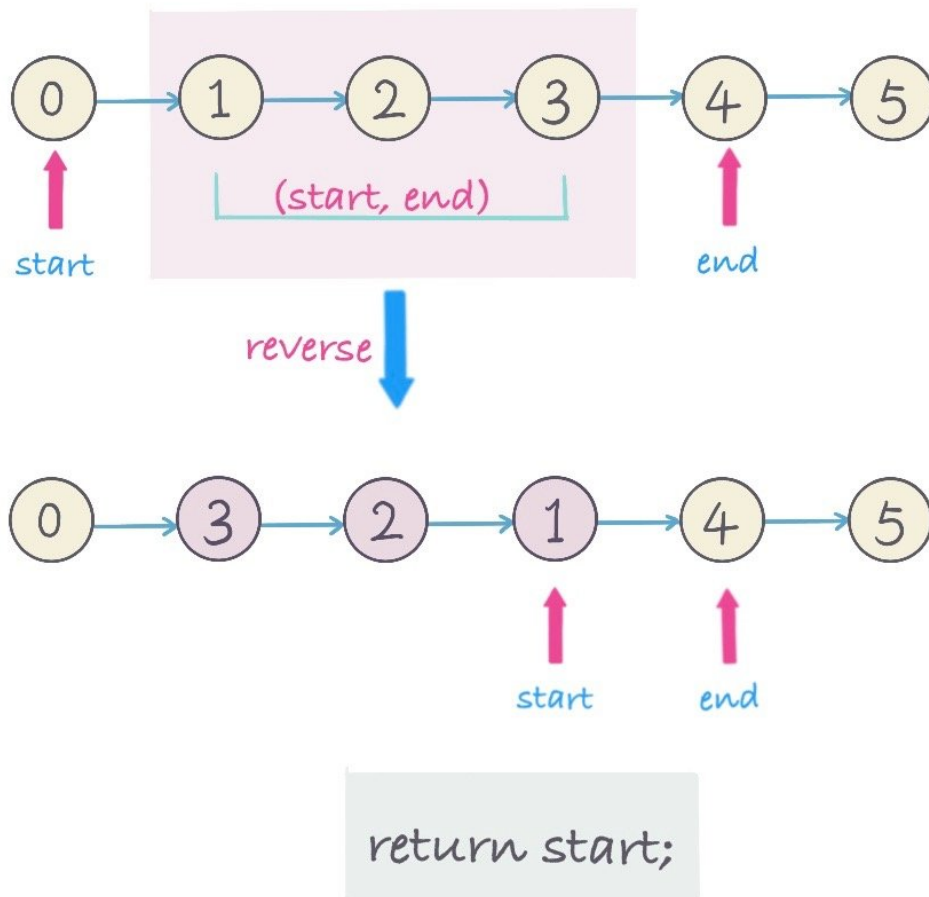 0 1 2 3 4 5
(start, end)
start end
reverse
0 3 2 1 4 5
start end
return start;